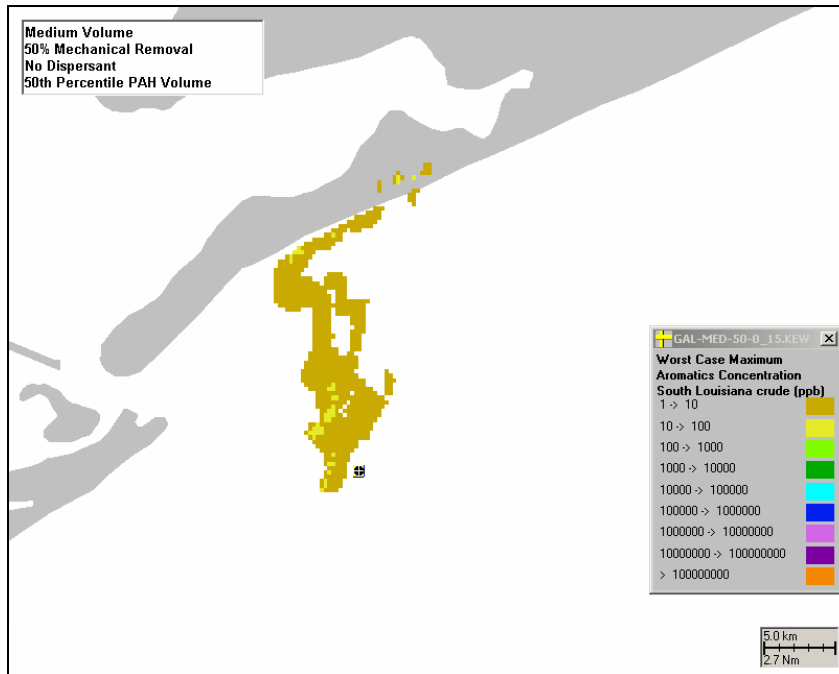 Medium Volume
50% Mechanical Removal
No Dispersant
50th Percentile PAH Volume
GAL-MED-50-0_15.KEW
Worst Case Maximum
Aromatics Concentration
South Louisiana crude (ppb)
1 -> 10
10 -> 100
100 -> 1000
1000 -> 10000
10000 -> 100000
100000 -> 1000000
1000000 -> 10000000
10000000 -> 100000000
> 100000000
5.0 km
2.7 Nm